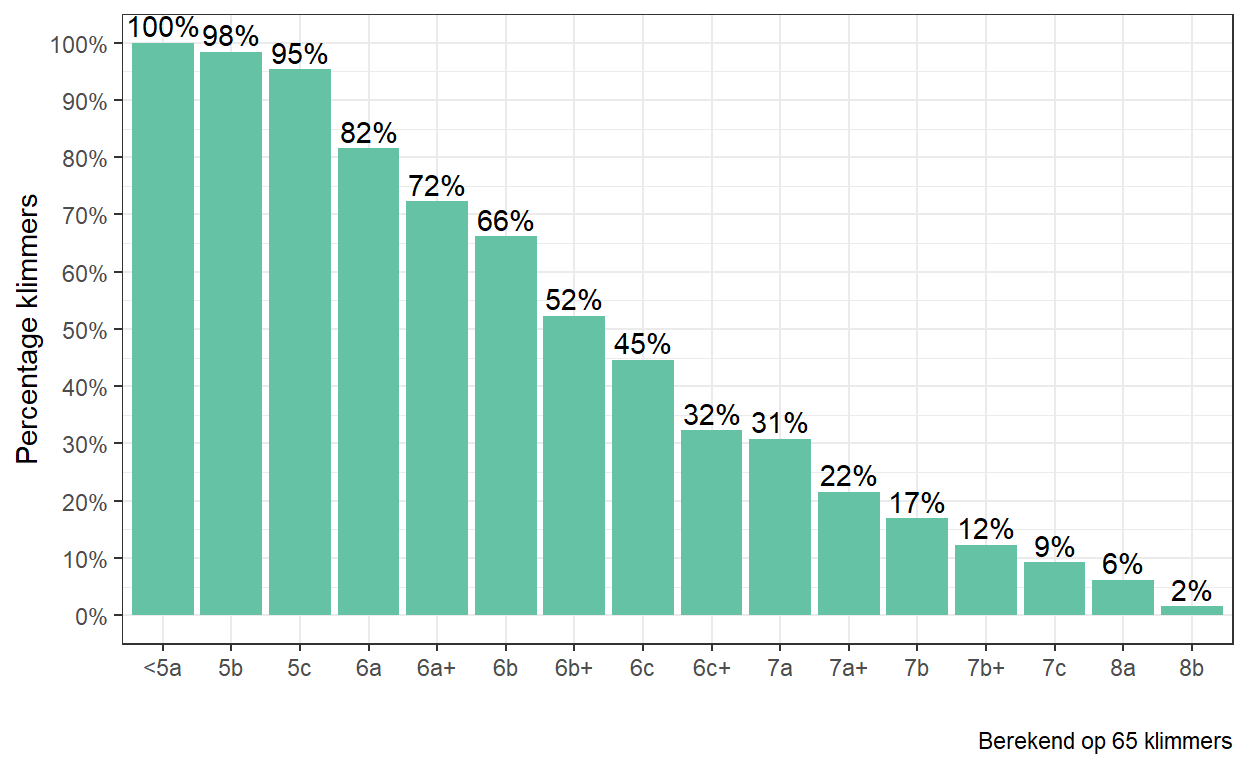 Percentage klimmers
100%
90%
80%
70%
60%
50%
40%
30%
20%
10%
0%
100% 98% 95% 82% 72% 66% 52% 45% 32% 31% 22% 17% 12% 9% 6% 2%
<5a 5b 5c 6a 6a+ 6b 6b+ 6c 6c+ 7a 7a+ 7b 7b+ 7c 8a 8b
Berekend op 65 klimmers